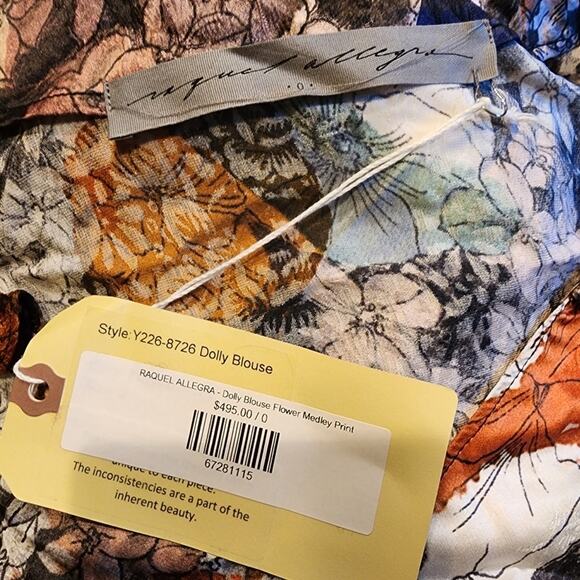 raquel allegra
·0·
Style: Y226-8726 Dolly Blouse
RAQUEL ALLEGRA - Dolly Blouse Flower Medley Print
$495.00 / 0
67281115
unique to each piece.
The inconsistencies are a part of the
inherent beauty.